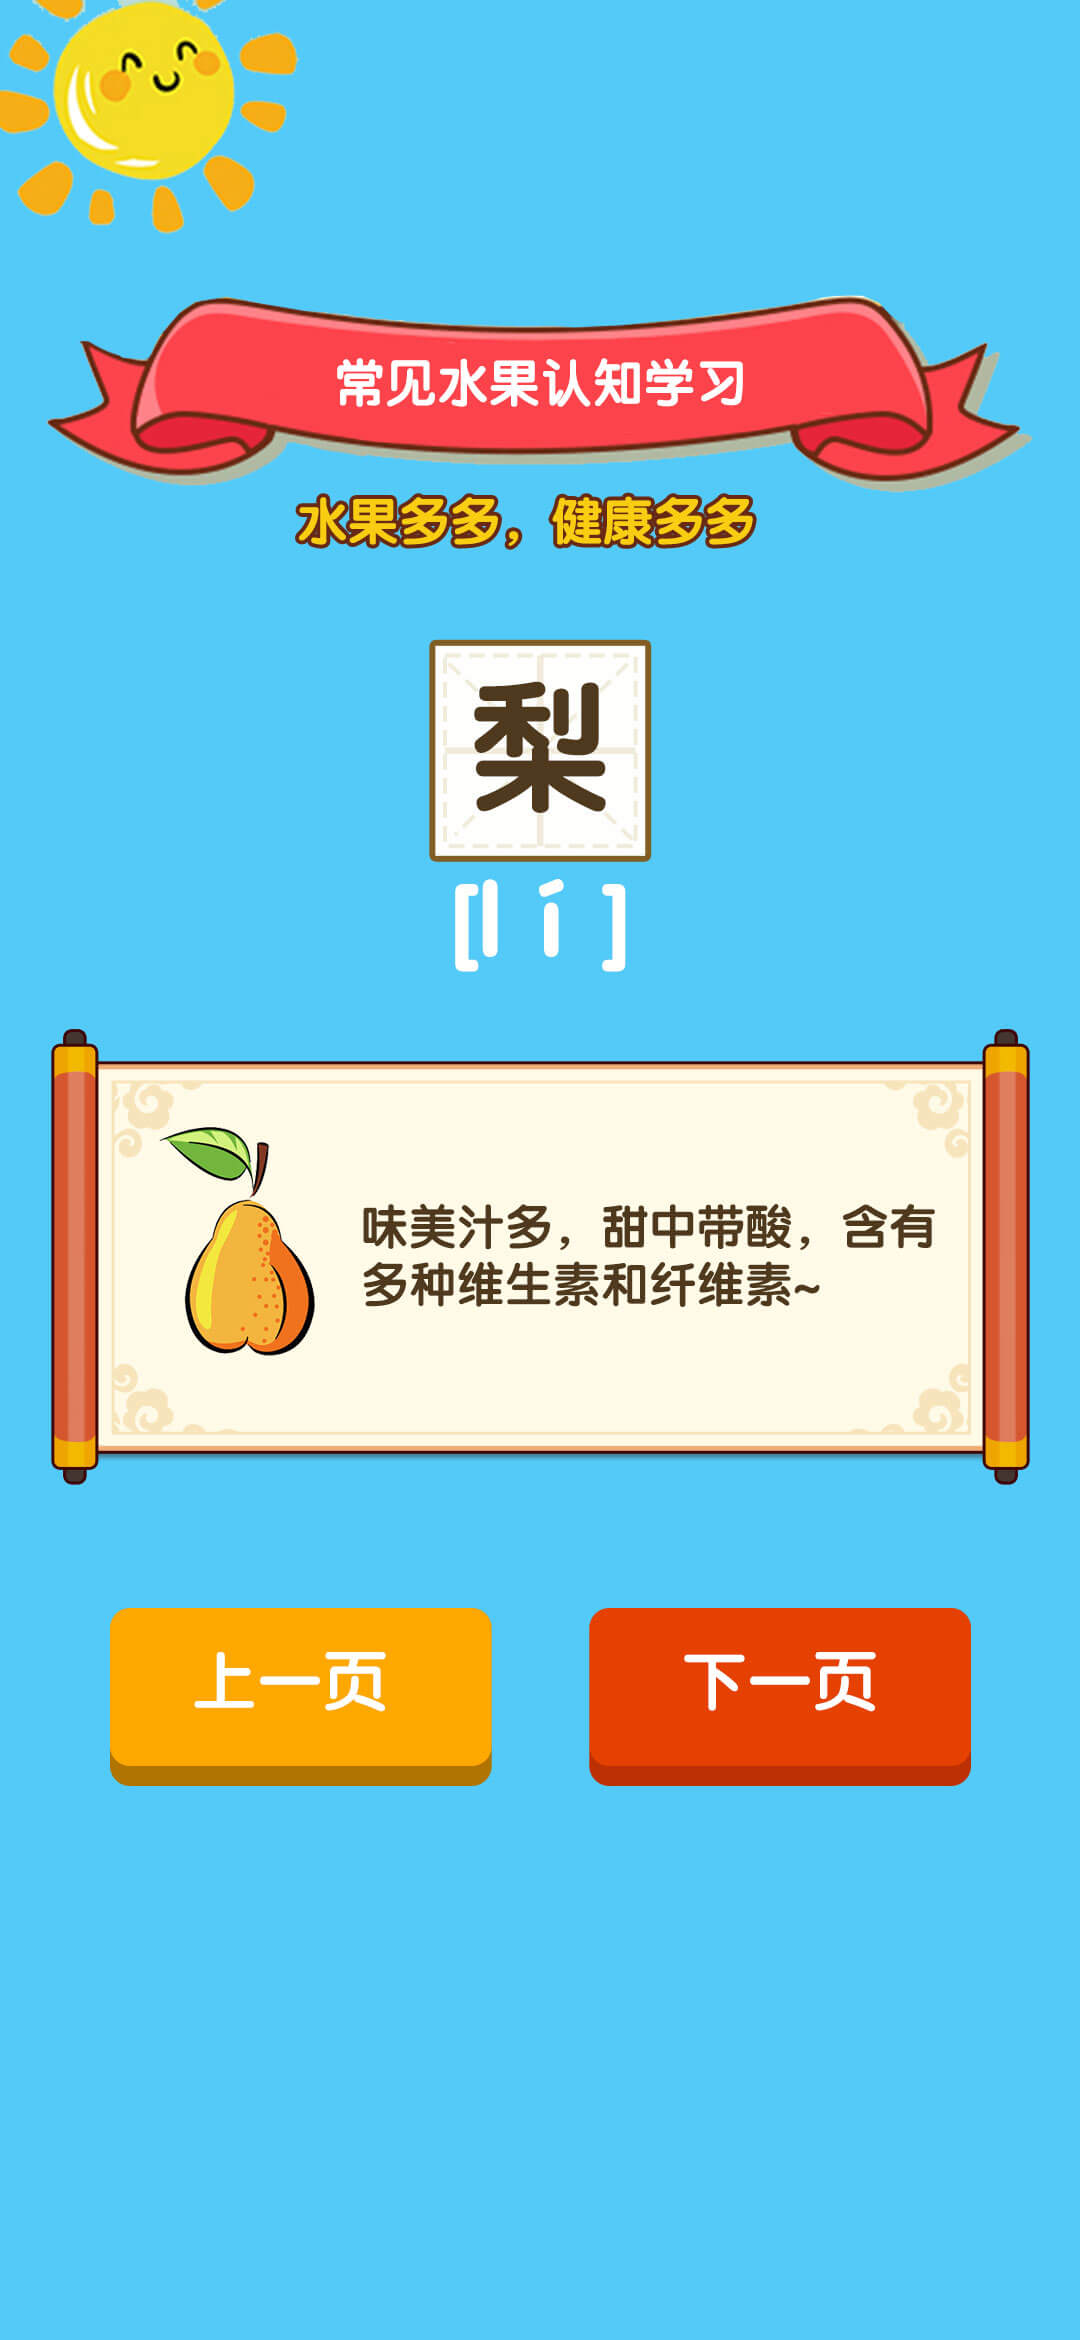 常见水果认知学习
水果多多，健康多多
梨
[lí]
味美汁多，甜中带酸，含有
多种维生素和纤维素~
上一页
下一页